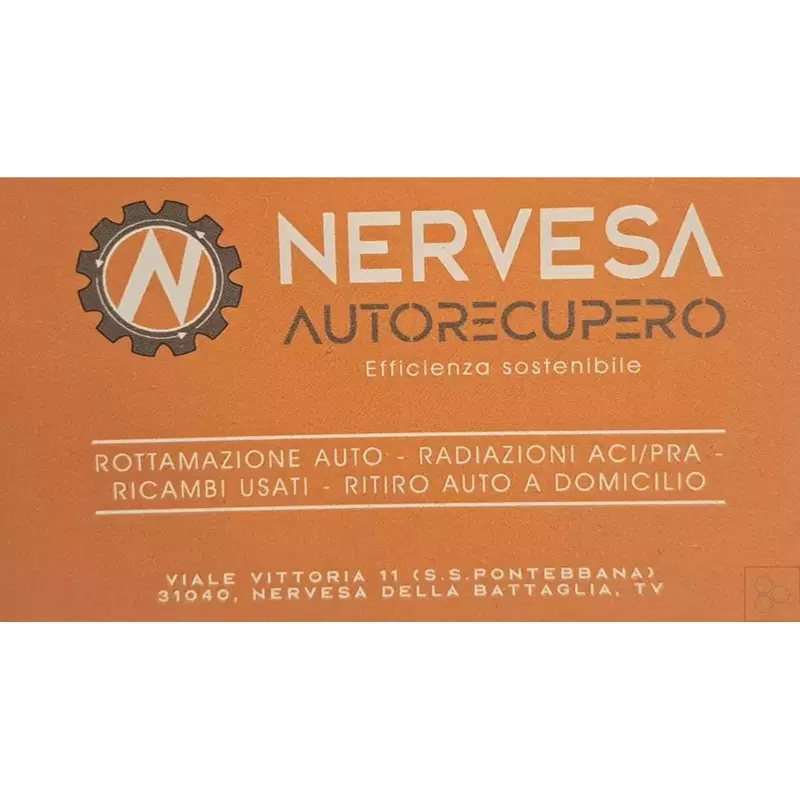 N
NERVESA
AUTORECUPERO
Efficienza sostenibile
ROTTAMAZIONE AUTO - RADIAZIONI ACI/PRA -
RICAMBI USATI - RITIRO AUTO A DOMICILIO
VIALE VITTORIA 11 (S.S.PONTEBBANA)
31040, NERVESA DELLA BATTAGLIA, TV